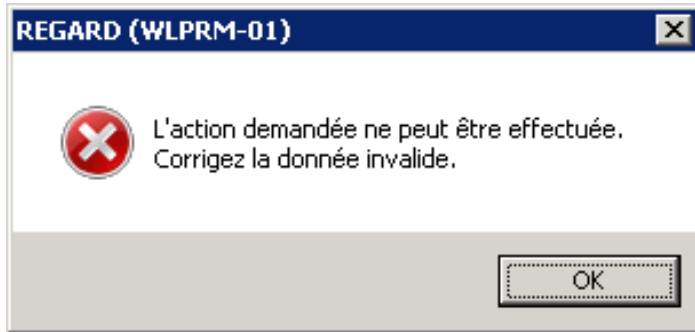 REGARD (WLPRM-01)
L'action demandée ne peut être effectuée.
Corrigez la donnée invalide.
OK